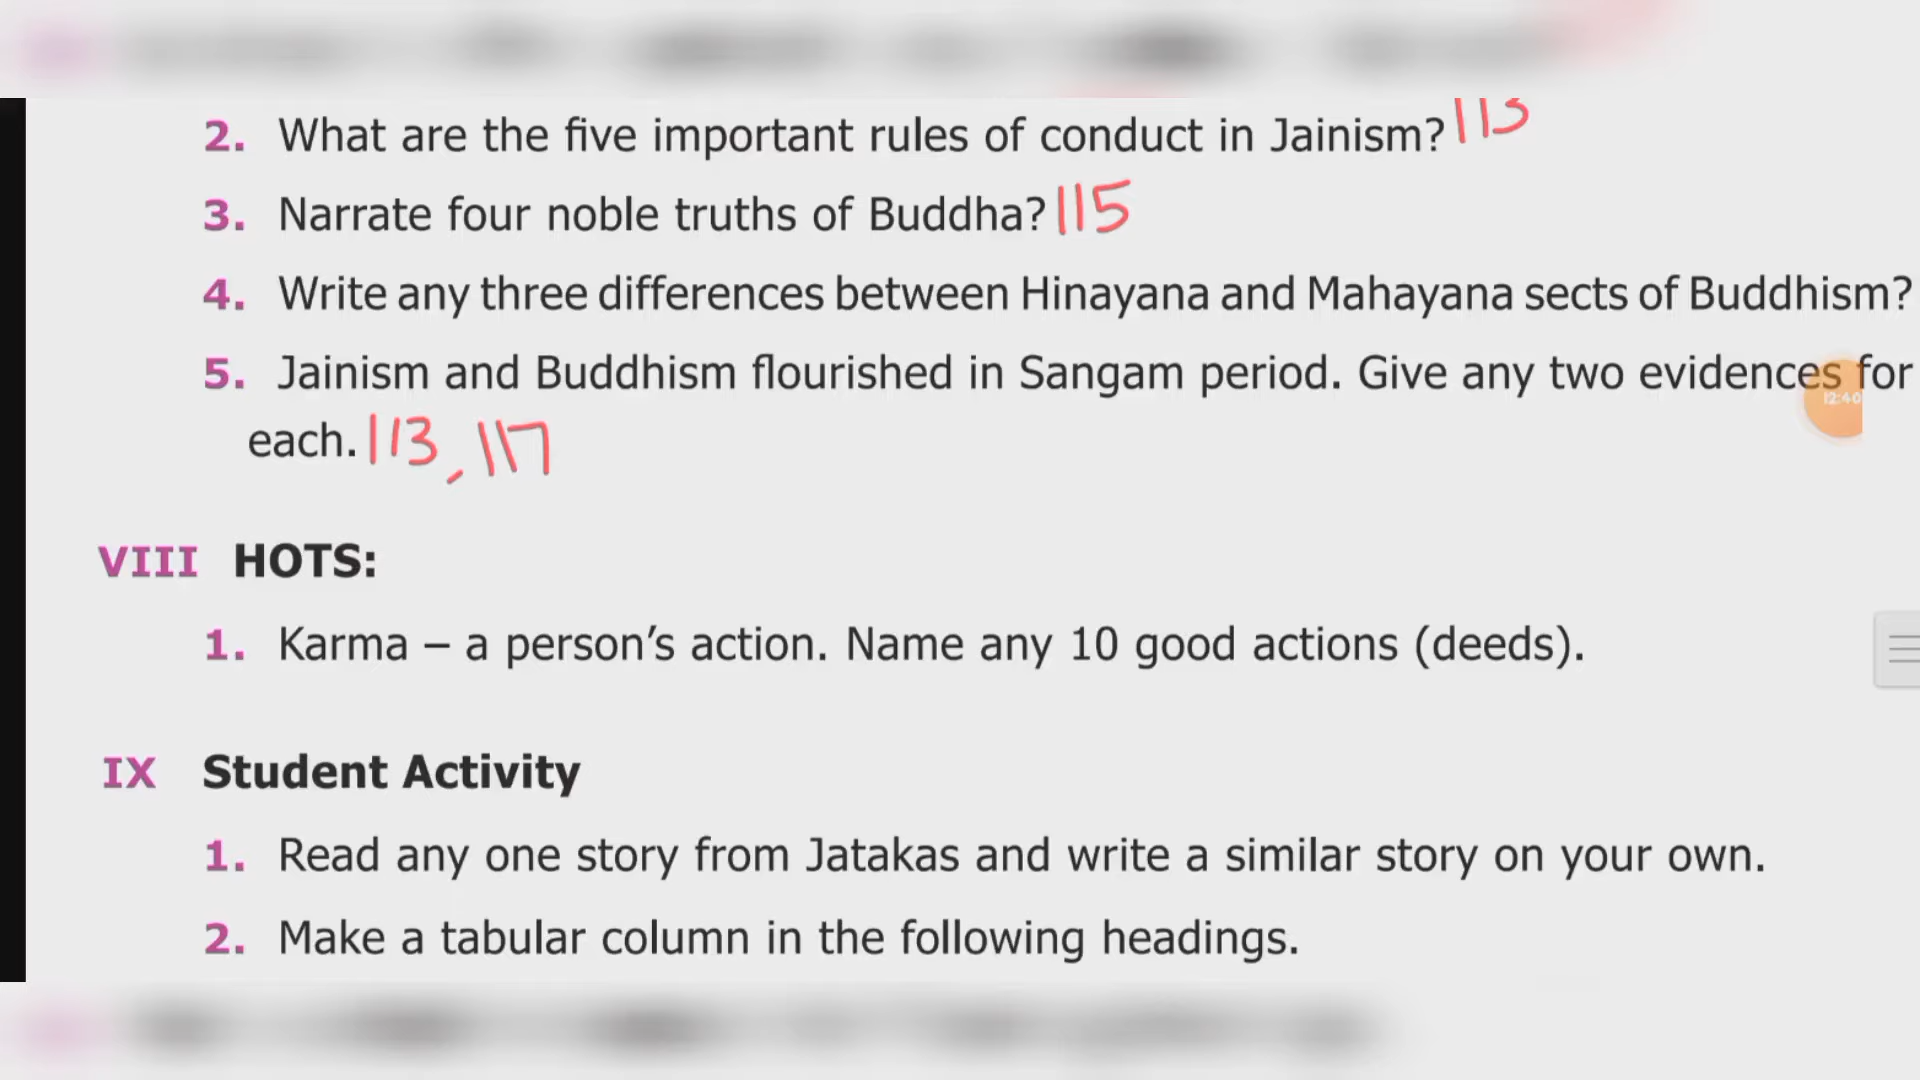 2. What are the five important rules of conduct in Jainism? 113
3. Narrate four noble truths of Buddha? 115
4. Write any three differences between Hinayana and Mahayana sects of Buddhism?
5. Jainism and Buddhism flourished in Sangam period. Give any two evidences for
each. 113, 117
VIII HOTS:
1. Karma – a person’s action. Name any 10 good actions (deeds).
IX Student Activity
1. Read any one story from Jatakas and write a similar story on your own.
2. Make a tabular column in the following headings.
12:40